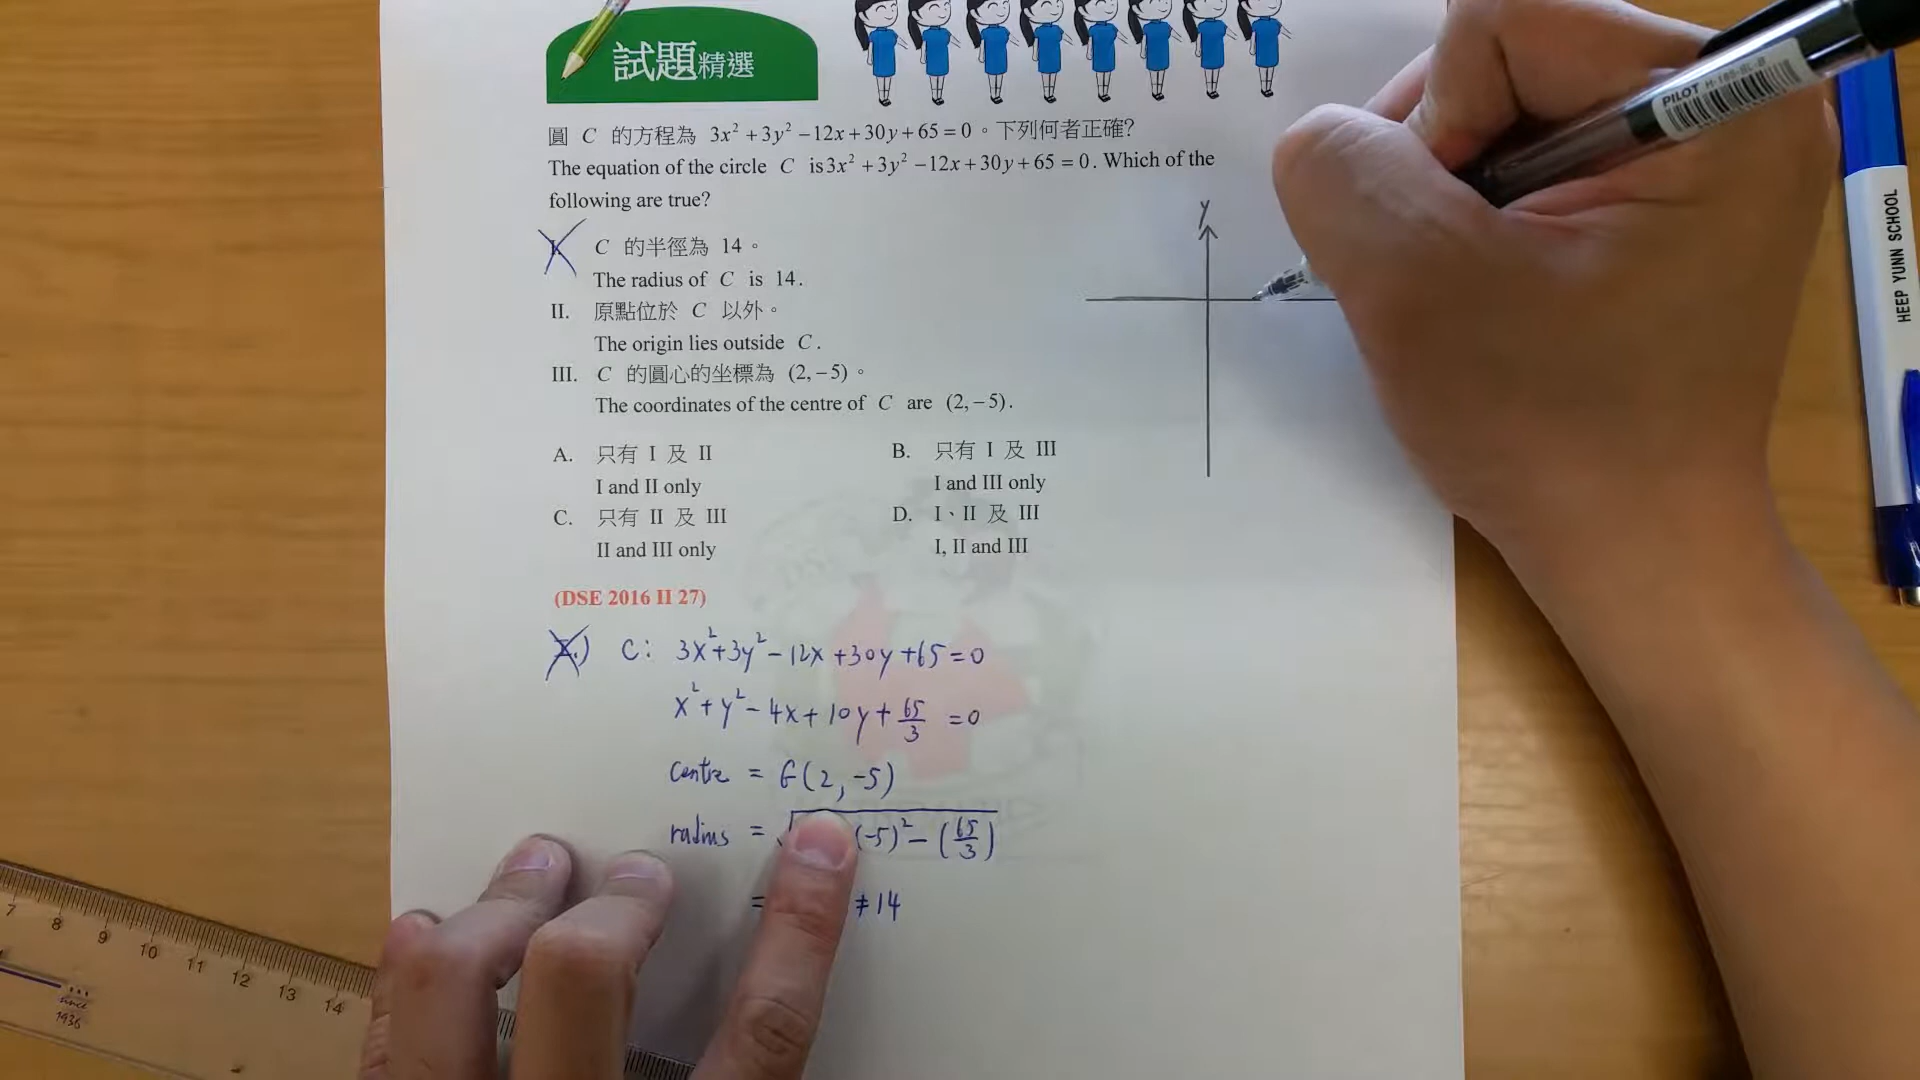 試題精選
圓 C 的方程為 3x² + 3y² − 12x + 30y + 65 = 0。下列何者正確?
The equation of the circle C is 3x² + 3y² − 12x + 30y + 65 = 0. Which of the
following are true?
I. C 的半徑為 14。
The radius of C is 14.
II. 原點位於 C 以外。
The origin lies outside C.
III. C 的圓心的坐標為 (2, −5)。
The coordinates of the centre of C are (2, −5).
A. 只有 I 及 II
I and II only
B. 只有 I 及 III
I and III only
C. 只有 II 及 III
II and III only
D. I、II 及 III
I, II and III
(DSE 2016 II 27)
I.) C: 3x²+3y²−12x+30y+65=0
x²+y²−4x+10y+65/3 =0
centre = G(2, −5)
radius = √ (−5)²−(65/3)
= ≠14
y
PILOT
HEEP YUNN SCHOOL
7 8 9 10 11 12 13 14
since
1936